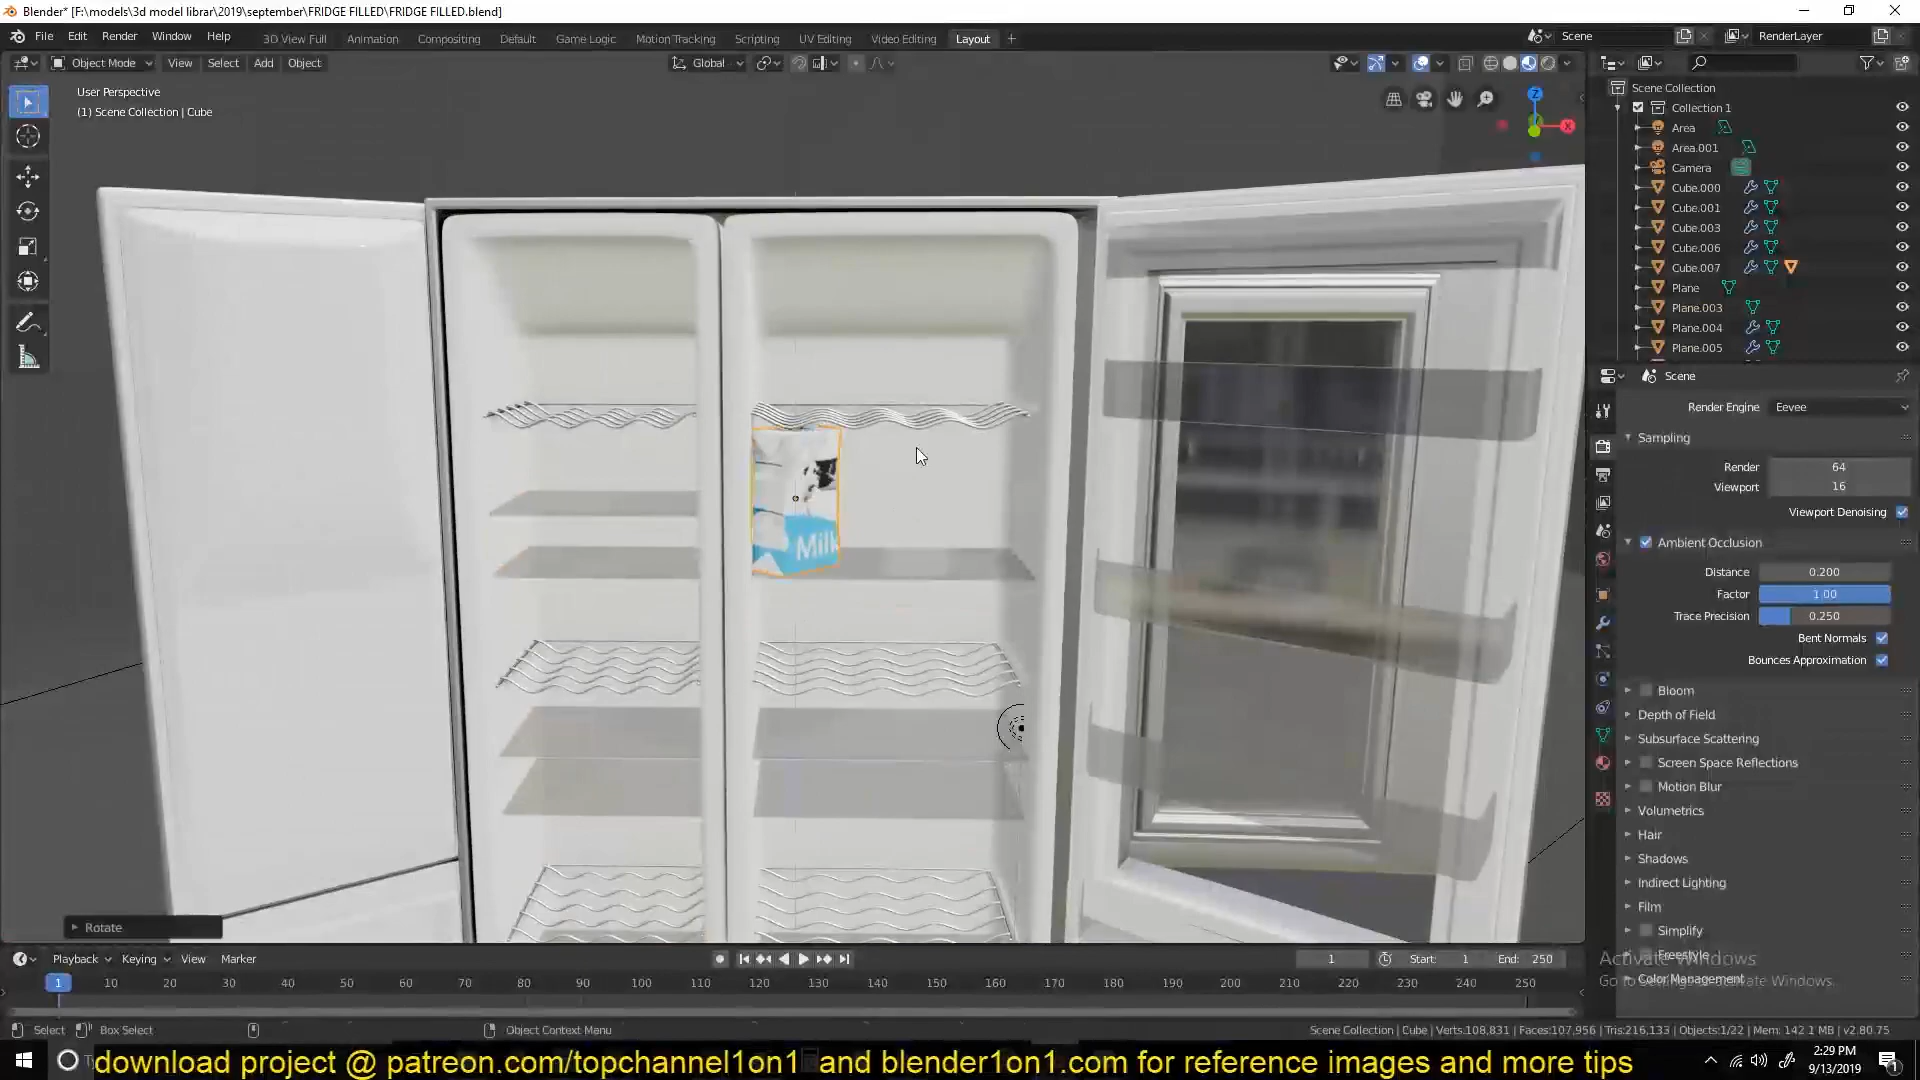 Blender* [F:\models\3d model librar\2019\september\FRIDGE FILLED\FRIDGE FILLED.blend]
File Edit Render Window Help 3D View Full Animation Compositing Default Game Logic Motion Tracking Scripting UV Editing Video Editing Layout Scene RenderLayer
Object Mode View Select Add Object Global
User Perspective
(1) Scene Collection | Cube
Z
X
Milk
Rotate
Scene Collection
Collection 1
Area
Area.001
Camera
Cube.000
Cube.001
Cube.003
Cube.006
Cube.007
Plane
Plane.003
Plane.004
Plane.005
Scene
Render Engine Eevee
Sampling
Render 64
Viewport 16
Viewport Denoising
Ambient Occlusion
Distance 0.200
Factor 1.00
Trace Precision 0.250
Bent Normals
Bounces Approximation
Bloom
Depth of Field
Subsurface Scattering
Screen Space Reflections
Motion Blur
Volumetrics
Hair
Shadows
Indirect Lighting
Film
Simplify
Freestyle
Color Management
Activate Windows
Go to Settings to activate Windows.
Playback Keying View Marker 1 Start: 1 End: 250
1 10 20 30 40 50 60 70 80 90 100 110 120 130 140 150 160 170 180 190 200 210 220 230 240 250
Select Box Select Object Context Menu Scene Collection | Cube | Verts:108,831 | Faces:107,956 | Tris:216,133 | Objects:1/22 | Mem: 142.1 MB | v2.80.75
download project @ patreon.com/topchannel1on1 and blender1on1.com for reference images and more tips
2:29 PM
9/13/2019